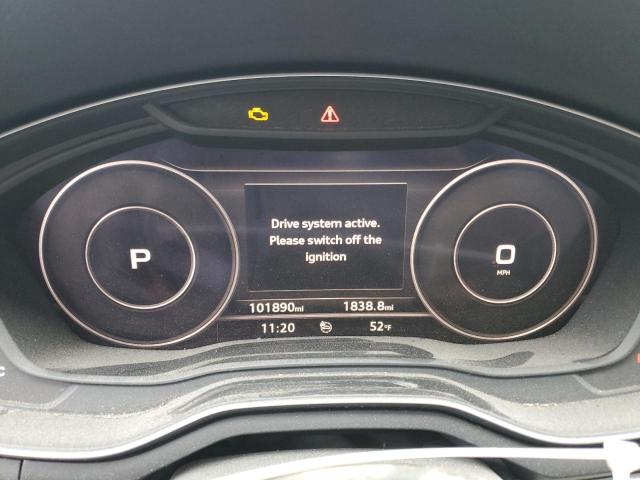 Drive system active.
Please switch off the
ignition
P
0
MPH
101890mi
1838.8mi
11:20
52°F